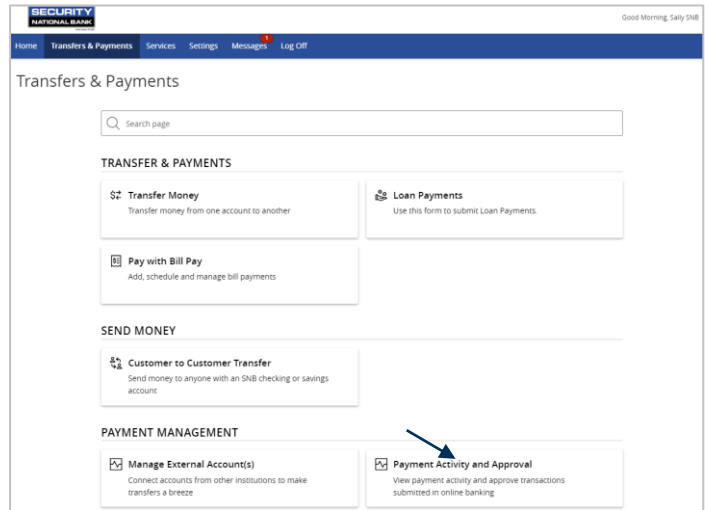 SECURITY
NATIONAL BANK
Good Morning, Sally SNB
Home Transfers & Payments Services Settings Messages 1 Log Off
Transfers & Payments
Search page
TRANSFER & PAYMENTS
Transfer Money
Transfer money from one account to another
Loan Payments
Use this form to submit Loan Payments.
Pay with Bill Pay
Add, schedule and manage bill payments
SEND MONEY
Customer to Customer Transfer
Send money to anyone with an SNB checking or savings
account
PAYMENT MANAGEMENT
Manage External Account(s)
Connect accounts from other institutions to make
transfers a breeze
Payment Activity and Approval
View payment activity and approve transactions
submitted in online banking